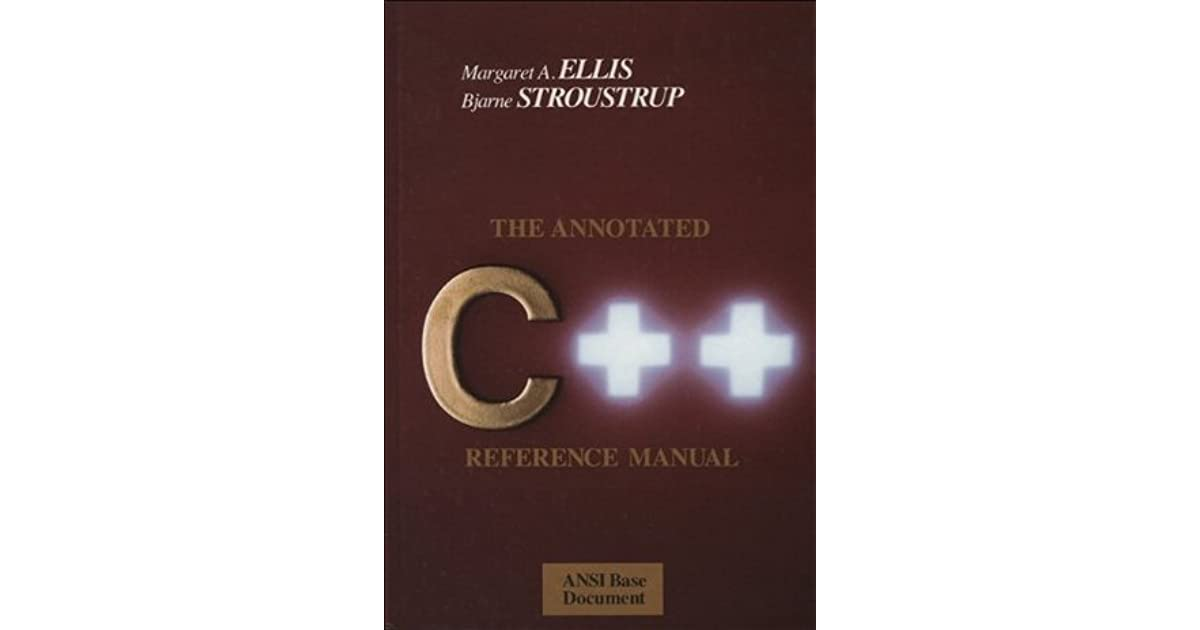 Margaret A. ELLIS
Bjarne STROUSTRUP
THE ANNOTATED
C++
REFERENCE MANUAL
ANSI Base
Document